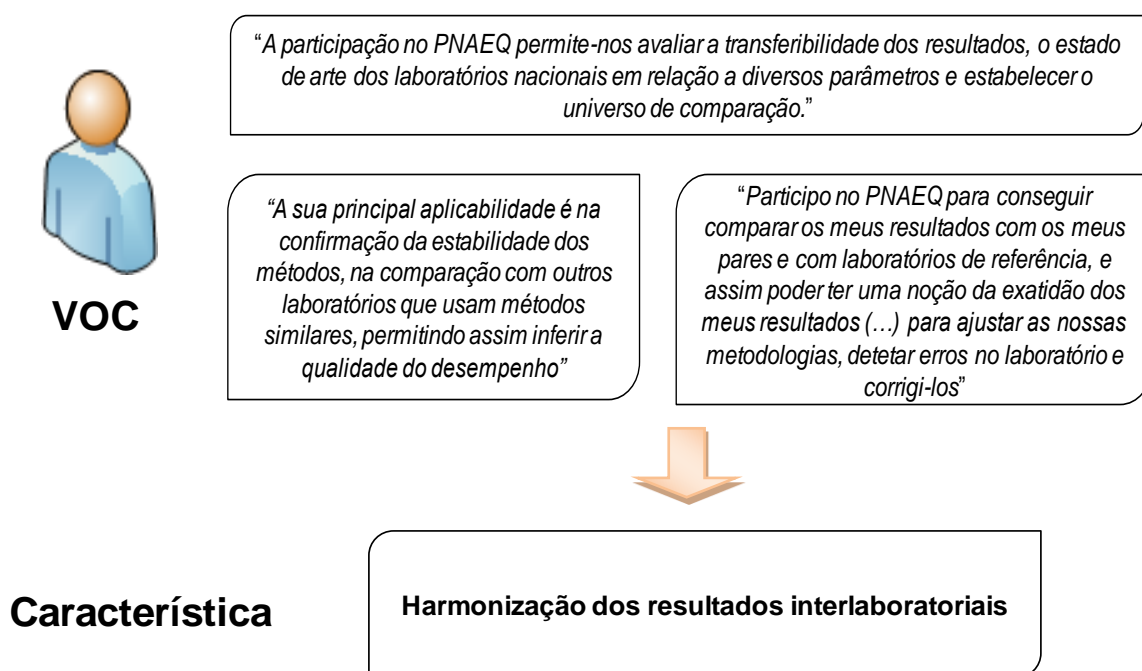 “A participação no PNAEQ permite-nos avaliar a transferibilidade dos resultados, o estado
de arte dos laboratórios nacionais em relação a diversos parâmetros e estabelecer o
universo de comparação.”
VOC
“A sua principal aplicabilidade é na
confirmação da estabilidade dos
métodos, na comparação com outros
laboratórios que usam métodos
similares, permitindo assim inferir a
qualidade do desempenho”
“Participo no PNAEQ para conseguir
comparar os meus resultados com os meus
pares e com laboratórios de referência, e
assim poder ter uma noção da exatidão dos
meus resultados (…) para ajustar as nossas
metodologias, detetar erros no laboratório e
corrigi-los”
Característica
Harmonização dos resultados interlaboratoriais